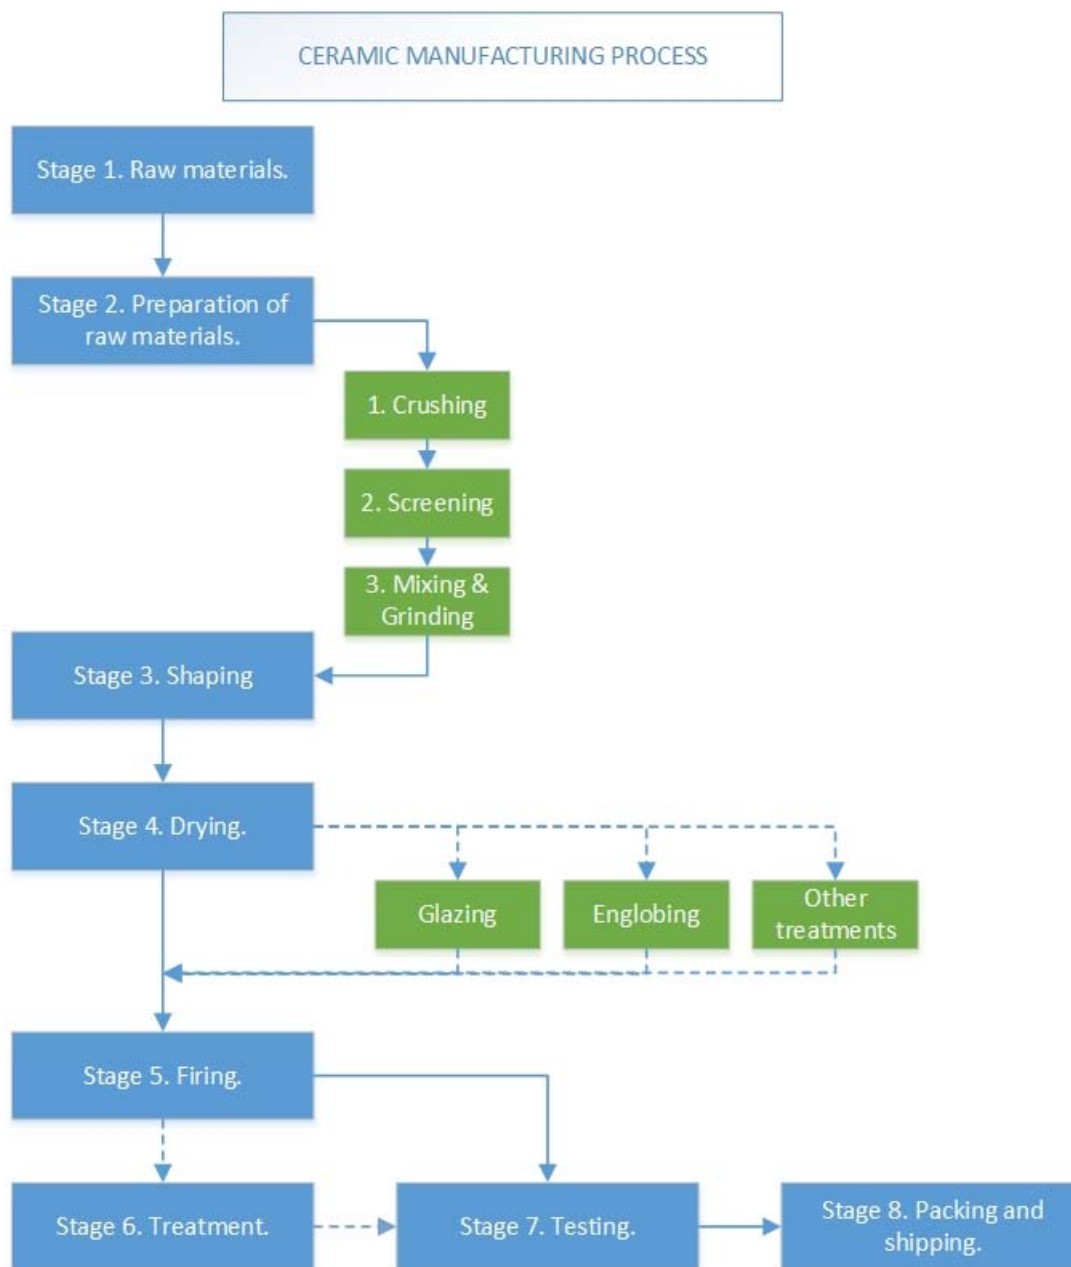 CERAMIC MANUFACTURING PROCESS
Stage 1. Raw materials.
Stage 2. Preparation of
raw materials.
1. Crushing
2. Screening
3. Mixing &
Grinding
Stage 3. Shaping
Stage 4. Drying.
Glazing
Englobing
Other
treatments
Stage 5. Firing.
Stage 6. Treatment.
Stage 7. Testing.
Stage 8. Packing and
shipping.